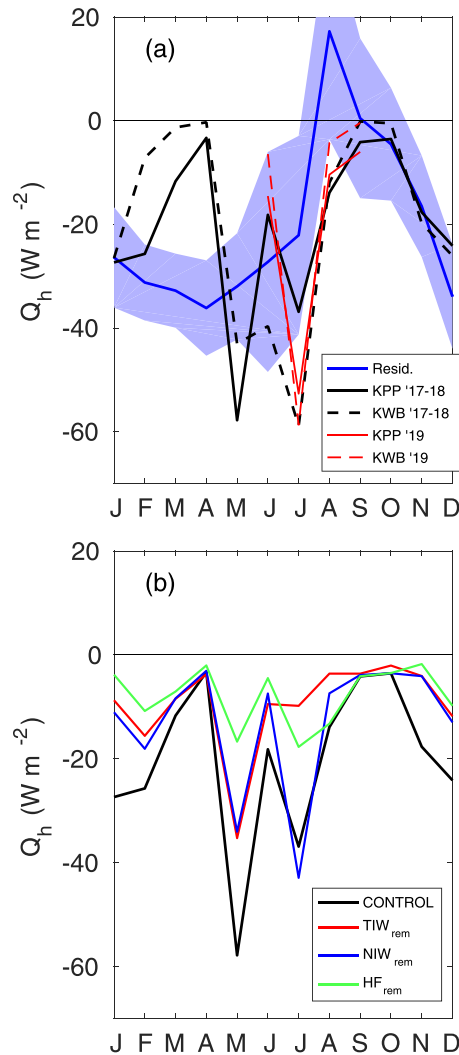 (a)
20
0
-20
-40
-60
Q_h (W m^-2)
Resid.
KPP '17-18
KWB '17-18
KPP '19
KWB '19
J F M A M J J A S O N D
(b)
20
0
-20
-40
-60
Q_h (W m^-2)
CONTROL
TIW_rem
NIW_rem
HF_rem
J F M A M J J A S O N D